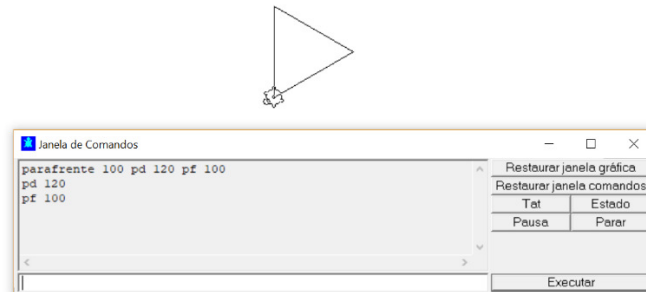 Janela de Comandos
parafrente 100 pd 120 pf 100
pd 120
pf 100
Restaurar janela gráfica
Restaurar janela comandos
Tat Estado
Pausa Parar
Executar